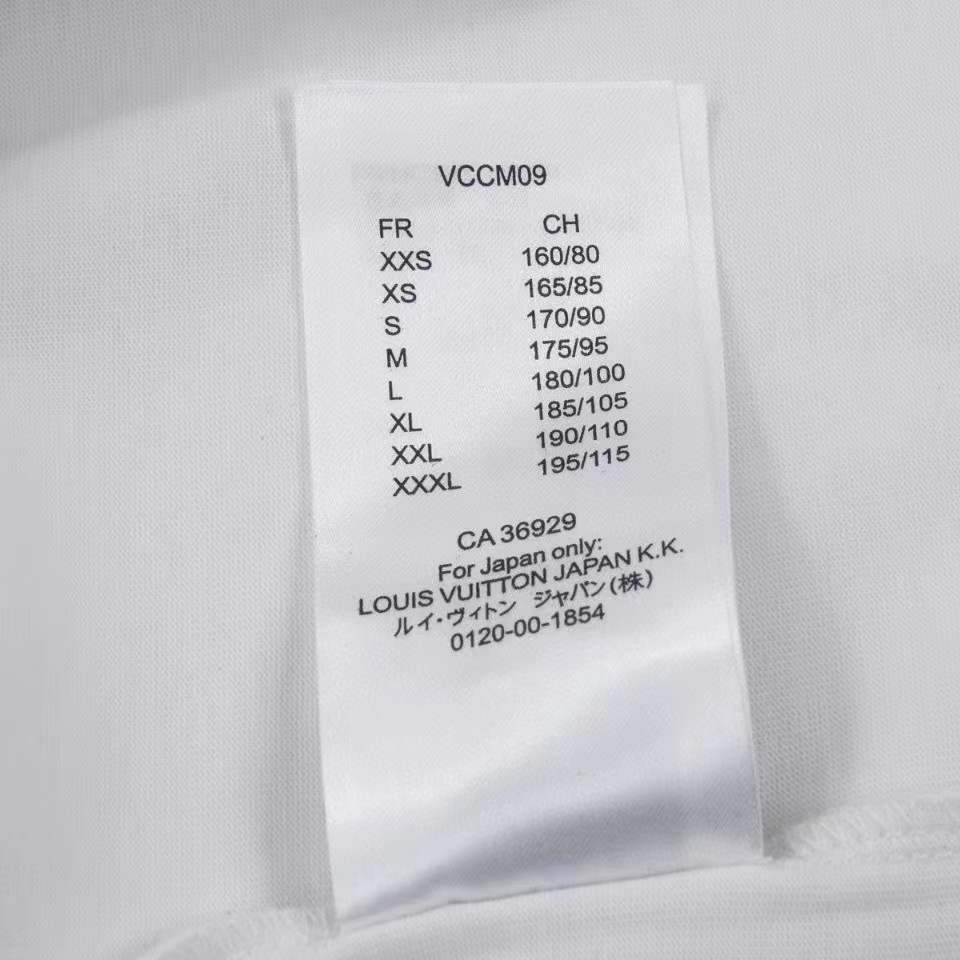 VCCM09
FR CH
XXS 160/80
XS 165/85
S 170/90
M 175/95
L 180/100
XL 185/105
XXL 190/110
XXXL 195/115
CA 36929
For Japan only:
LOUIS VUITTON JAPAN K.K.
ルイ・ヴィトン ジャパン(株)
0120-00-1854